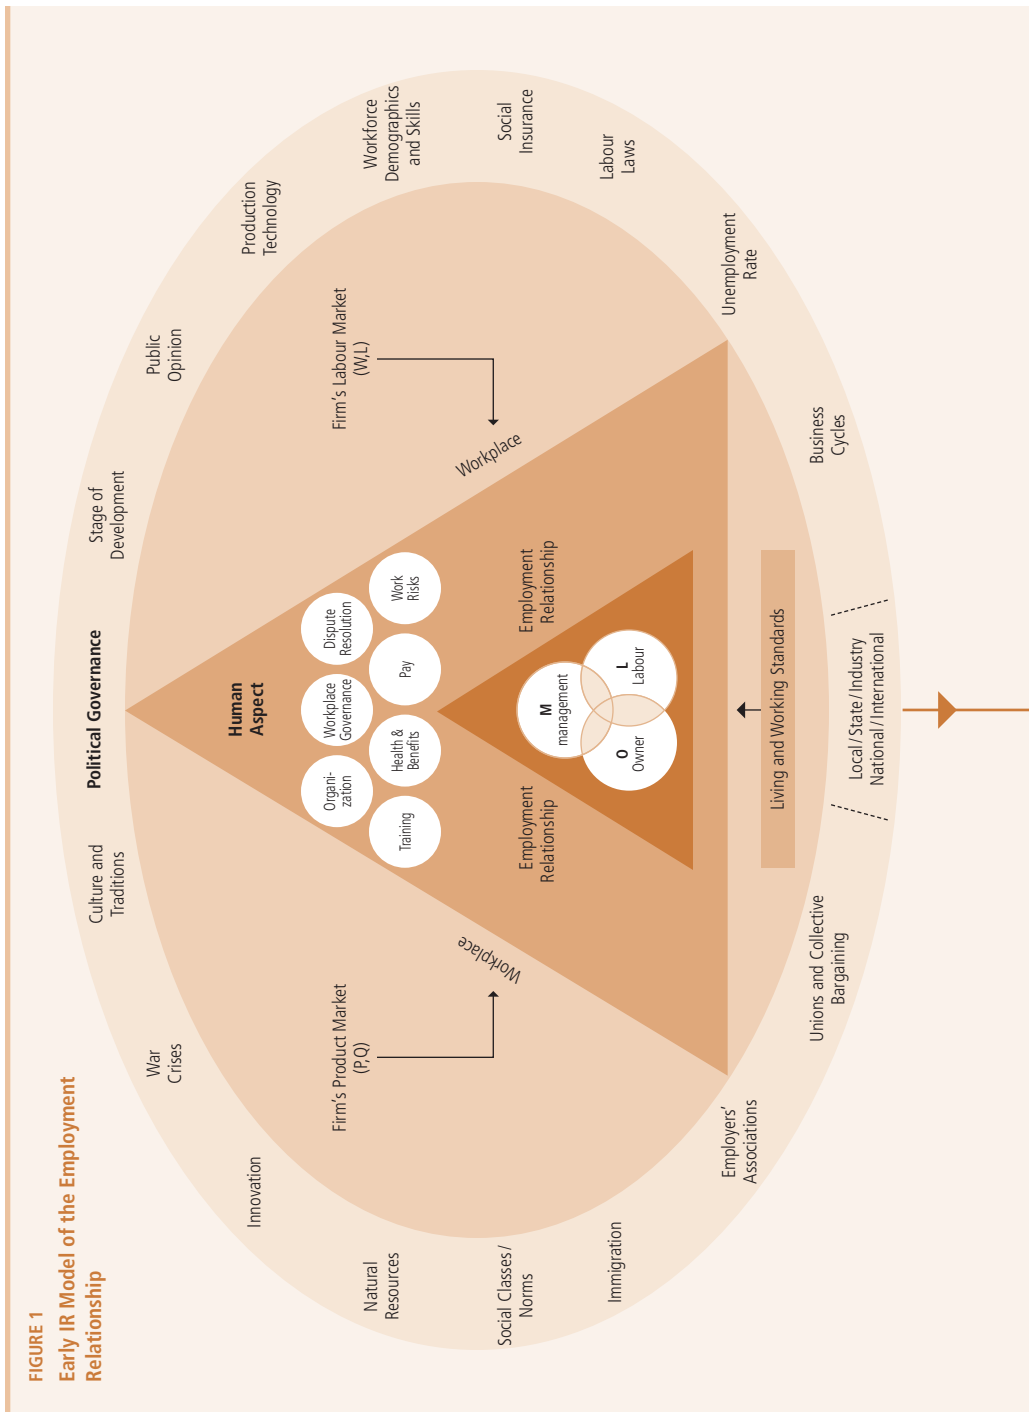 FIGURE 1
Early IR Model of the Employment
Relationship
Political Governance
Culture and
Traditions
Stage of
Development
War
Crises
Public
Opinion
Innovation
Production
Technology
Natural
Resources
Workforce
Demographics
and Skills
Social Classes/
Norms
Social
Insurance
Immigration
Labour
Laws
Employers’
Associations
Unemployment
Rate
Unions and Collective
Bargaining
Business
Cycles
Local/State/Industry
National/International
Human
Aspect
Firm’s Product Market
(P,Q)
Firm’s Labour Market
(W,L)
Workplace
Workplace
Organi-
zation
Workplace
Governance
Dispute
Resolution
Training
Health &
Benefits
Pay
Work
Risks
Employment
Relationship
Employment
Relationship
M
management
O
Owner
L
Labour
Living and Working Standards